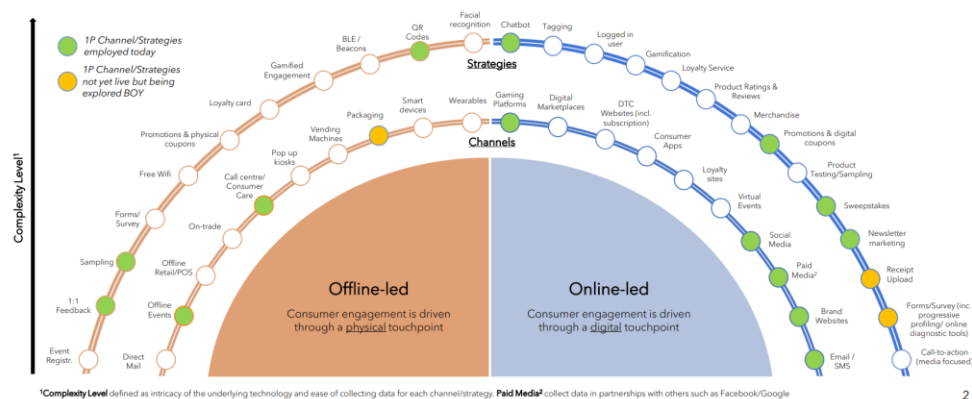 1P Channel/Strategies
employed today
1P Channel/Strategies
not yet live but being
explored BOY
Complexity Level¹
Strategies
Event
Registr.
1:1
Feedback
Sampling
Forms/
Survey
Free Wifi
Promotions & physical
coupons
Loyalty card
Gamified
Engagement
BLE /
Beacons
QR
Codes
Facial
recognition
Chatbot
Tagging
Logged in
user
Gamification
Loyalty Service
Product Ratings &
Reviews
Merchandise
Promotions & digital
coupons
Product
Testing/Sampling
Sweepstakes
Newsletter
marketing
Receipt
Upload
Forms/Survey (inc.
progressive
profiling/ online
diagnostic tools)
Call-to-action
(media focused)
Channels
Direct
Mail
Offline
Events
Offline
Retail/POS
On-trade
Call centre/
Consumer
Care
Pop up
kiosks
Vending
Machines
Packaging
Smart
devices
Wearables
Gaming
Platforms
Digital
Marketplaces
DTC
Websites (incl.
subscription)
Consumer
Apps
Loyalty
sites
Virtual
Events
Social
Media
Paid
Media²
Brand
Websites
Email /
SMS
Offline-led
Consumer engagement is driven
through a physical touchpoint
Online-led
Consumer engagement is driven
through a digital touchpoint
¹Complexity Level defined as intricacy of the underlying technology and ease of collecting data for each channel/strategy. Paid Media² collect data in partnerships with others such as Facebook/Google
2